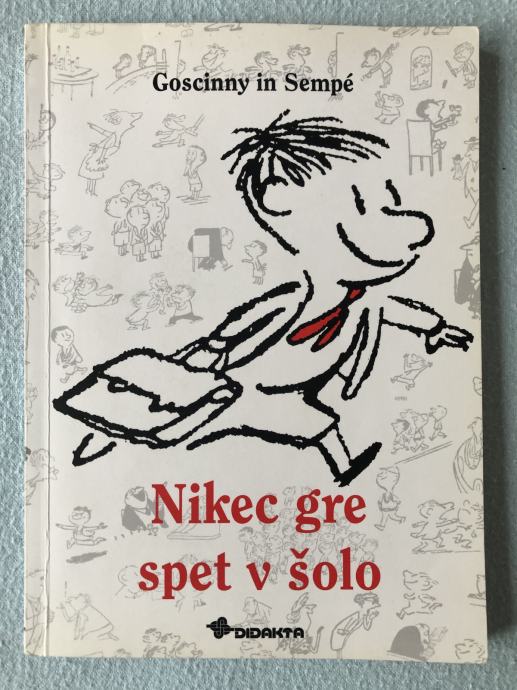 Goscinny in Sempé
Nikec gre
spet v šolo
DIDAKTA